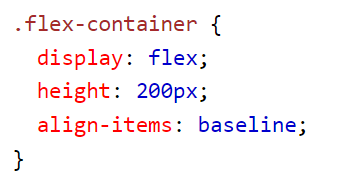 .flex-container {
  display: flex;
  height: 200px;
  align-items: baseline;
}